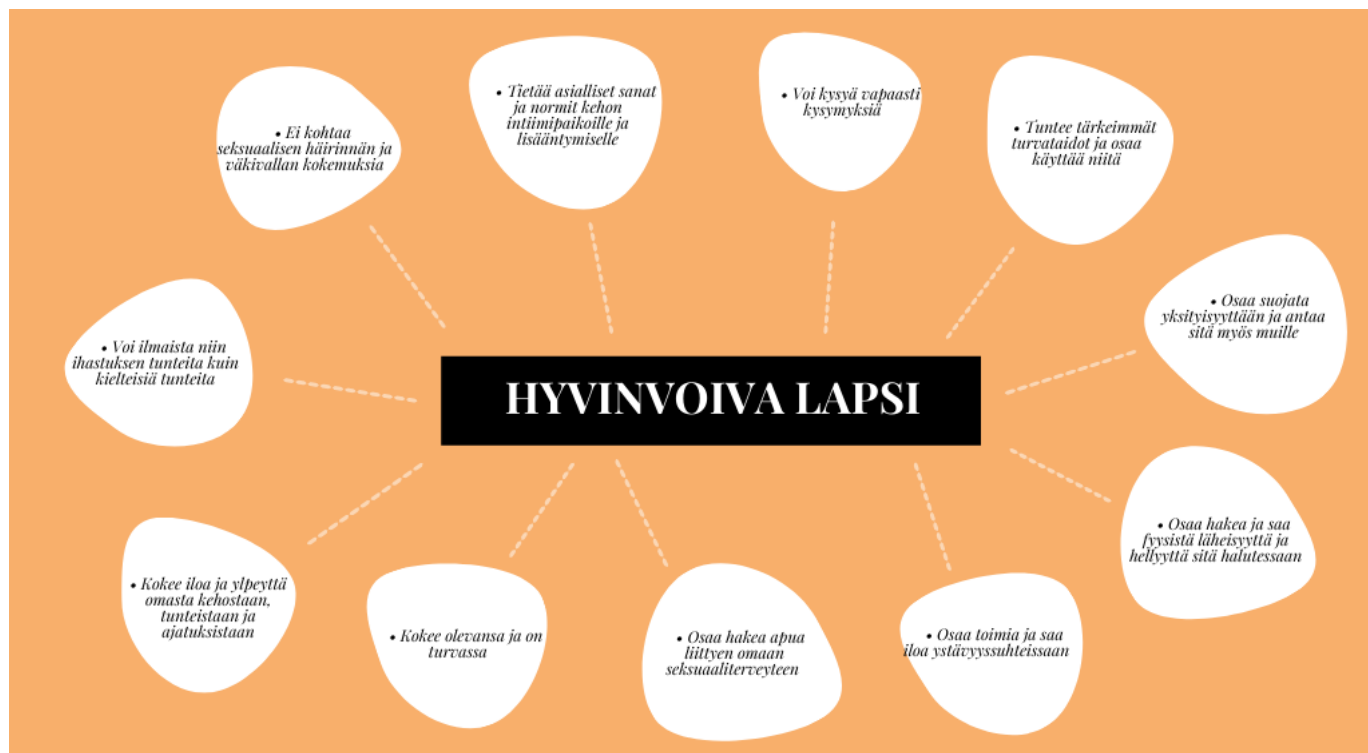 • Ei kohtaa
seksuaalisen häirinnän ja
väkivallan kokemuksia
• Tietää asialliset sanat
ja normit kehon
intiimipaikoille ja
lisääntymiselle
• Voi kysyä vapaasti
kysymyksiä
• Tuntee tärkeimmät
turvataidot ja osaa
käyttää niitä
• Voi ilmaista niin
ihastuksen tunteita kuin
kielteisiä tunteita
• Osaa suojata
yksityisyyttään ja antaa
sitä myös muille
HYVINVOIVA LAPSI
• Osaa hakea ja saa
fyysistä läheisyyttä ja
hellyyttä sitä halutessaan
• Kokee iloa ja ylpeyttä
omasta kehostaan,
tunteistaan ja
ajatuksistaan
• Kokee olevansa ja on
turvassa
• Osaa hakea apua
liittyen omaan
seksuaaliterveyteen
• Osaa toimia ja saa
iloa ystävyyssuhteissaan